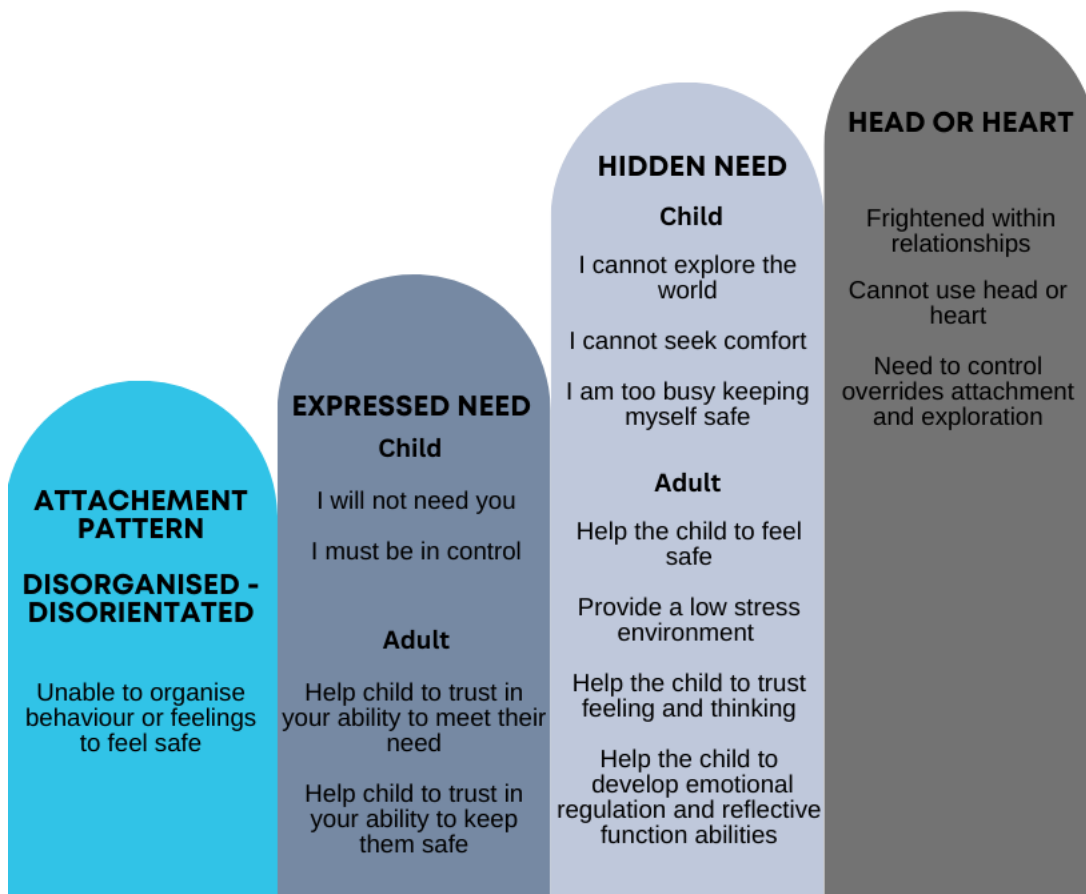 ATTACHEMENT
PATTERN
DISORGANISED -
DISORIENTATED
Unable to organise
behaviour or feelings
to feel safe
EXPRESSED NEED
Child
I will not need you
I must be in control
Adult
Help child to trust in
your ability to meet their
need
Help child to trust in
your ability to keep
them safe
HIDDEN NEED
Child
I cannot explore the
world
I cannot seek comfort
I am too busy keeping
myself safe
Adult
Help the child to feel
safe
Provide a low stress
environment
Help the child to trust
feeling and thinking
Help the child to
develop emotional
regulation and reflective
function abilities
HEAD OR HEART
Frightened within
relationships
Cannot use head or
heart
Need to control
overrides attachment
and exploration